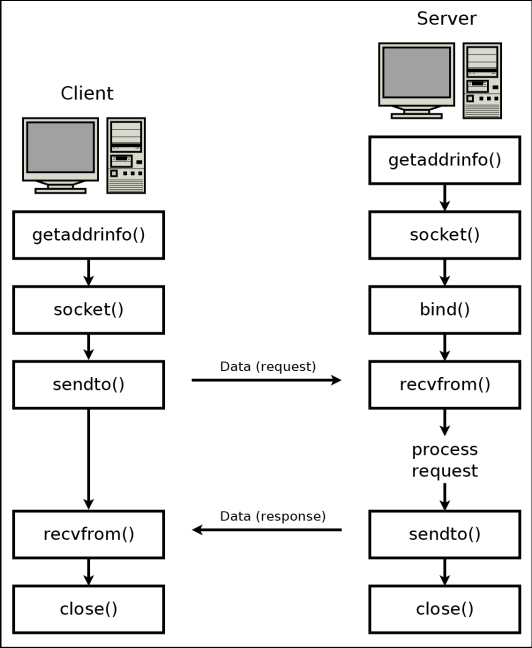 Server
Client
getaddrinfo()
getaddrinfo()
socket()
socket()
bind()
sendto()
Data (request)
recvfrom()
process
request
recvfrom()
Data (response)
sendto()
close()
close()